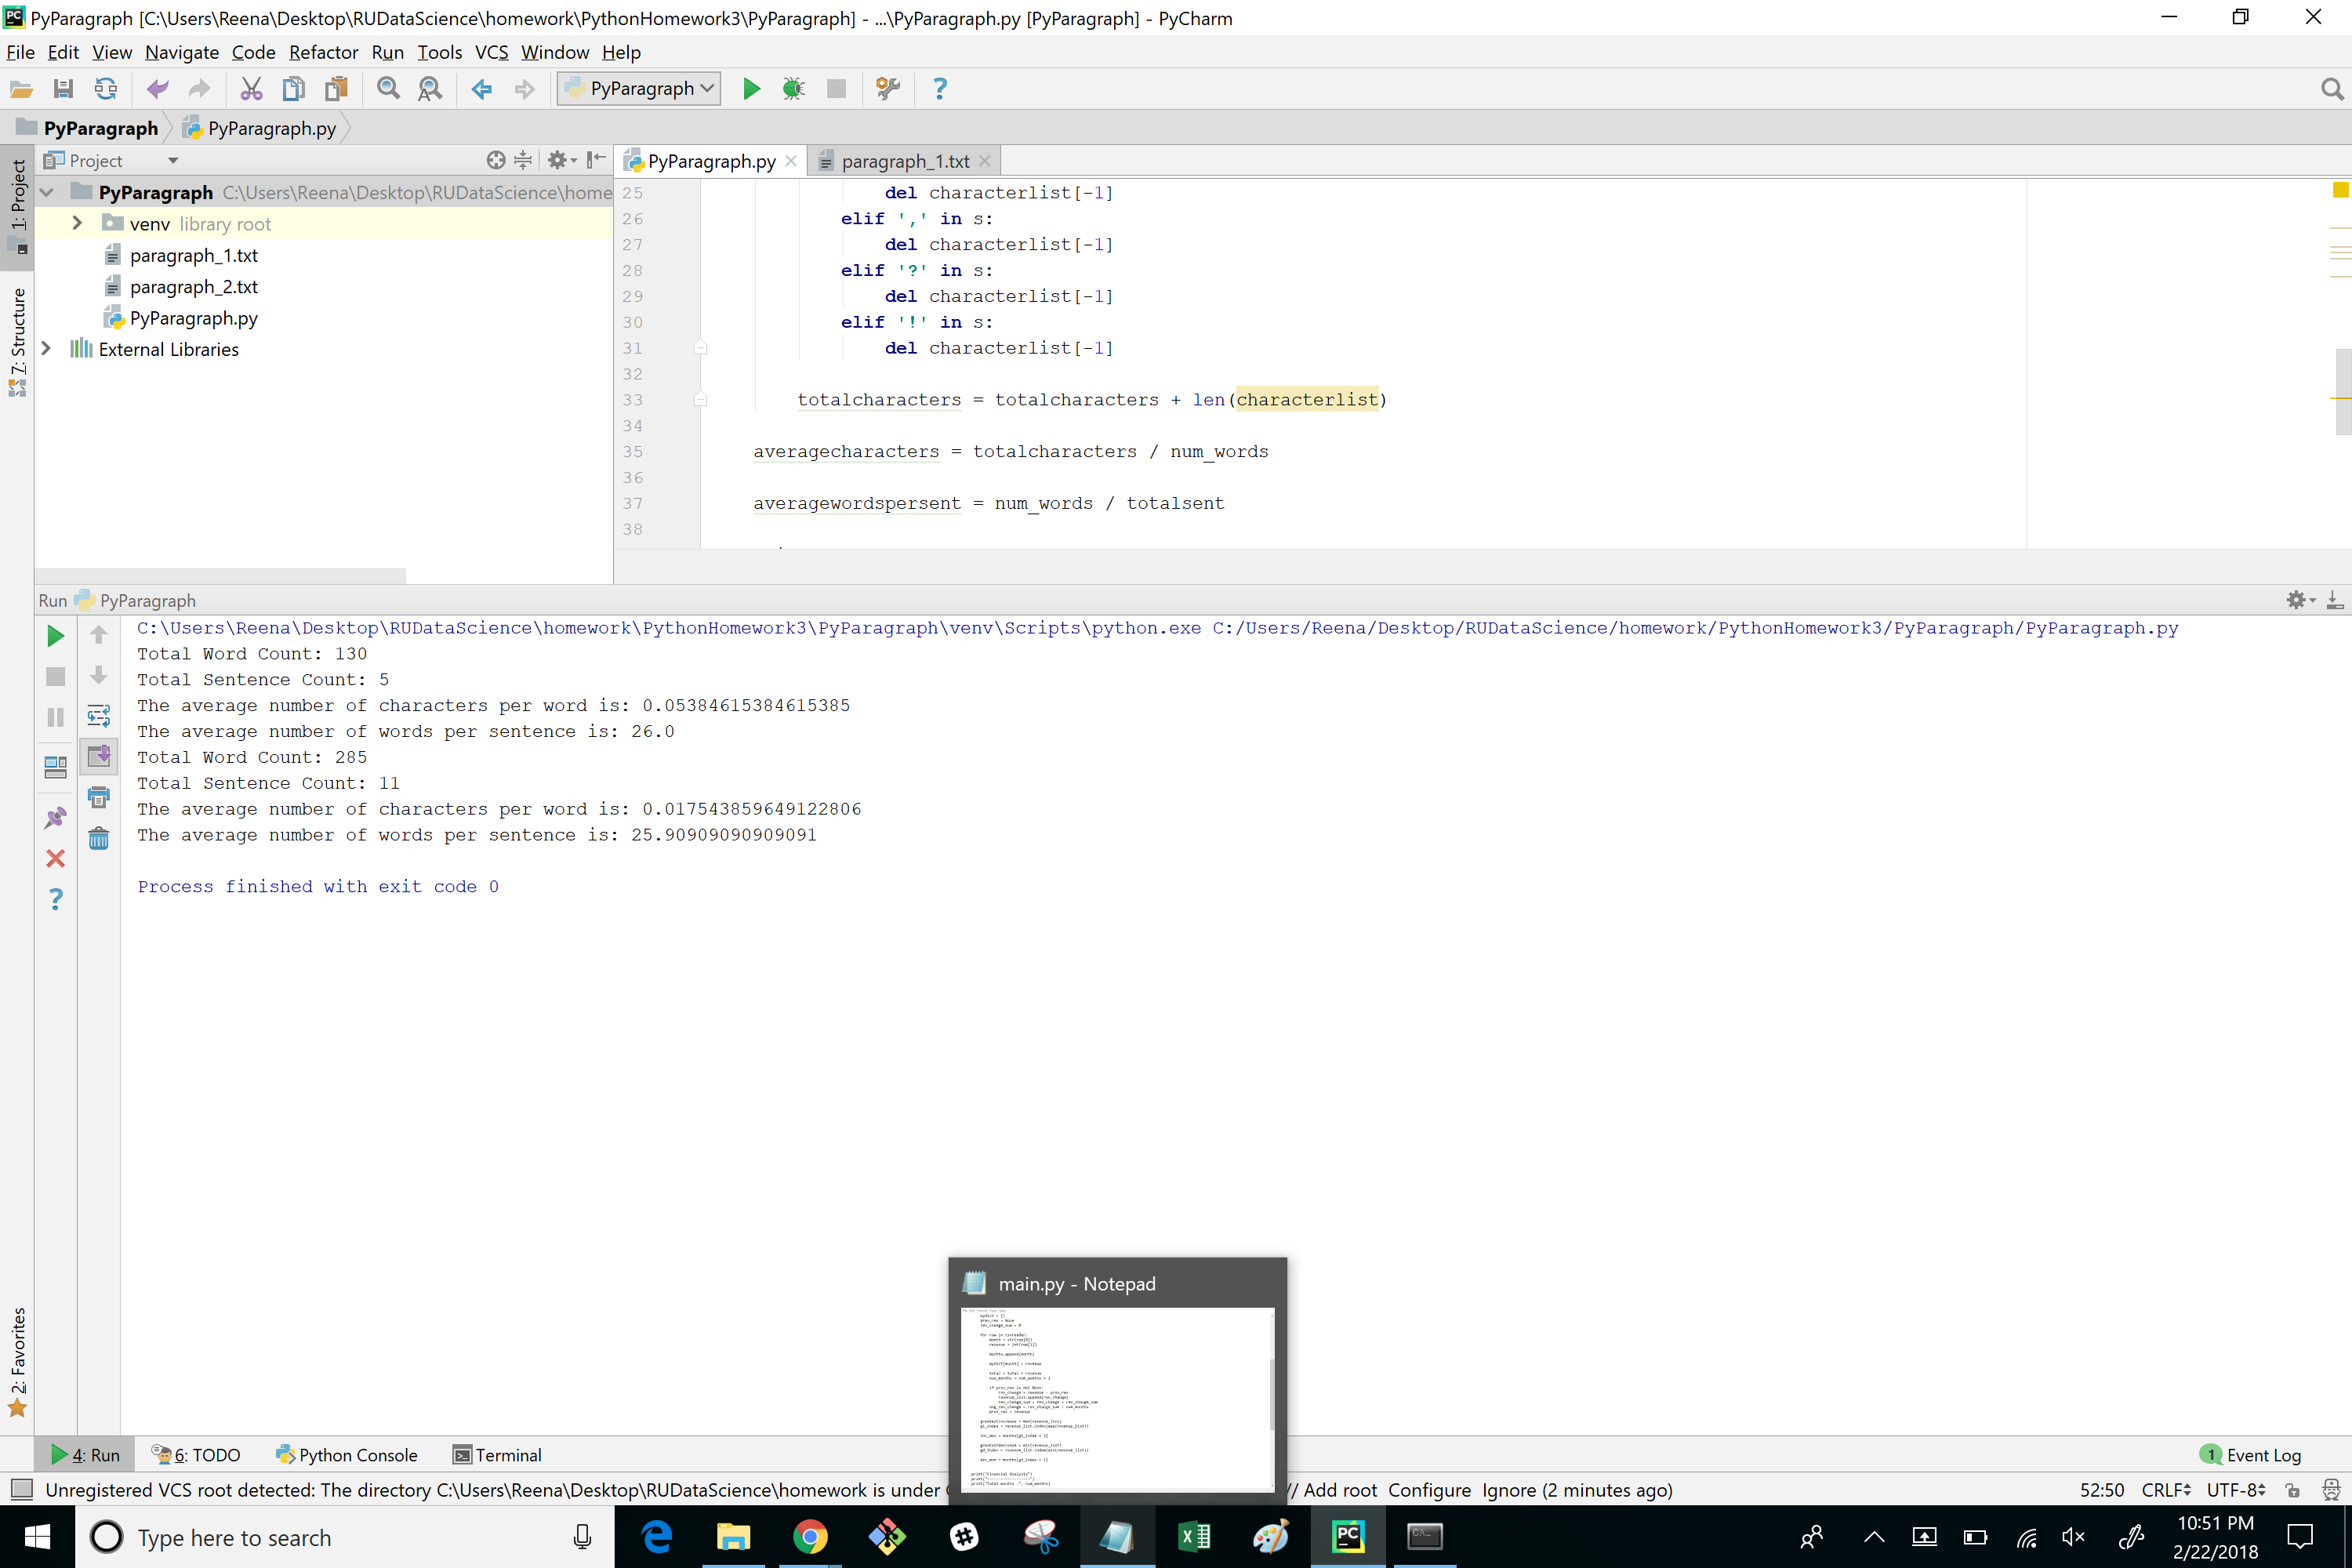 PyParagraph [C:\Users\Reena\Desktop\RUDataScience\homework\PythonHomework3\PyParagraph] - ...\PyParagraph.py [PyParagraph] - PyCharm
File Edit View Navigate Code Refactor Run Tools VCS Window Help
PyParagraph
PyParagraph PyParagraph.py
1: Project
7: Structure
2: Favorites
Project
PyParagraph C:\Users\Reena\Desktop\RUDataScience\home
venv library root
paragraph_1.txt
paragraph_2.txt
PyParagraph.py
External Libraries
PyParagraph.py paragraph_1.txt
25 del characterlist[-1]
26 elif ',' in s:
27 del characterlist[-1]
28 elif '?' in s:
29 del characterlist[-1]
30 elif '!' in s:
31 del characterlist[-1]
32
33 totalcharacters = totalcharacters + len(characterlist)
34
35 averagecharacters = totalcharacters / num_words
36
37 averagewordspersent = num_words / totalsent
38
Run PyParagraph
C:\Users\Reena\Desktop\RUDataScience\homework\PythonHomework3\PyParagraph\venv\Scripts\python.exe C:/Users/Reena/Desktop/RUDataScience/homework/PythonHomework3/PyParagraph/PyParagraph.py
Total Word Count: 130
Total Sentence Count: 5
The average number of characters per word is: 0.05384615384615385
The average number of words per sentence is: 26.0
Total Word Count: 285
Total Sentence Count: 11
The average number of characters per word is: 0.017543859649122806
The average number of words per sentence is: 25.90909090909091
Process finished with exit code 0
main.py - Notepad
4: Run 6: TODO Python Console Terminal
1 Event Log
Unregistered VCS root detected: The directory C:\Users\Reena\Desktop\RUDataScience\homework is under // Add root Configure Ignore (2 minutes ago)
52:50 CRLF UTF-8
Type here to search
10:51 PM
2/22/2018